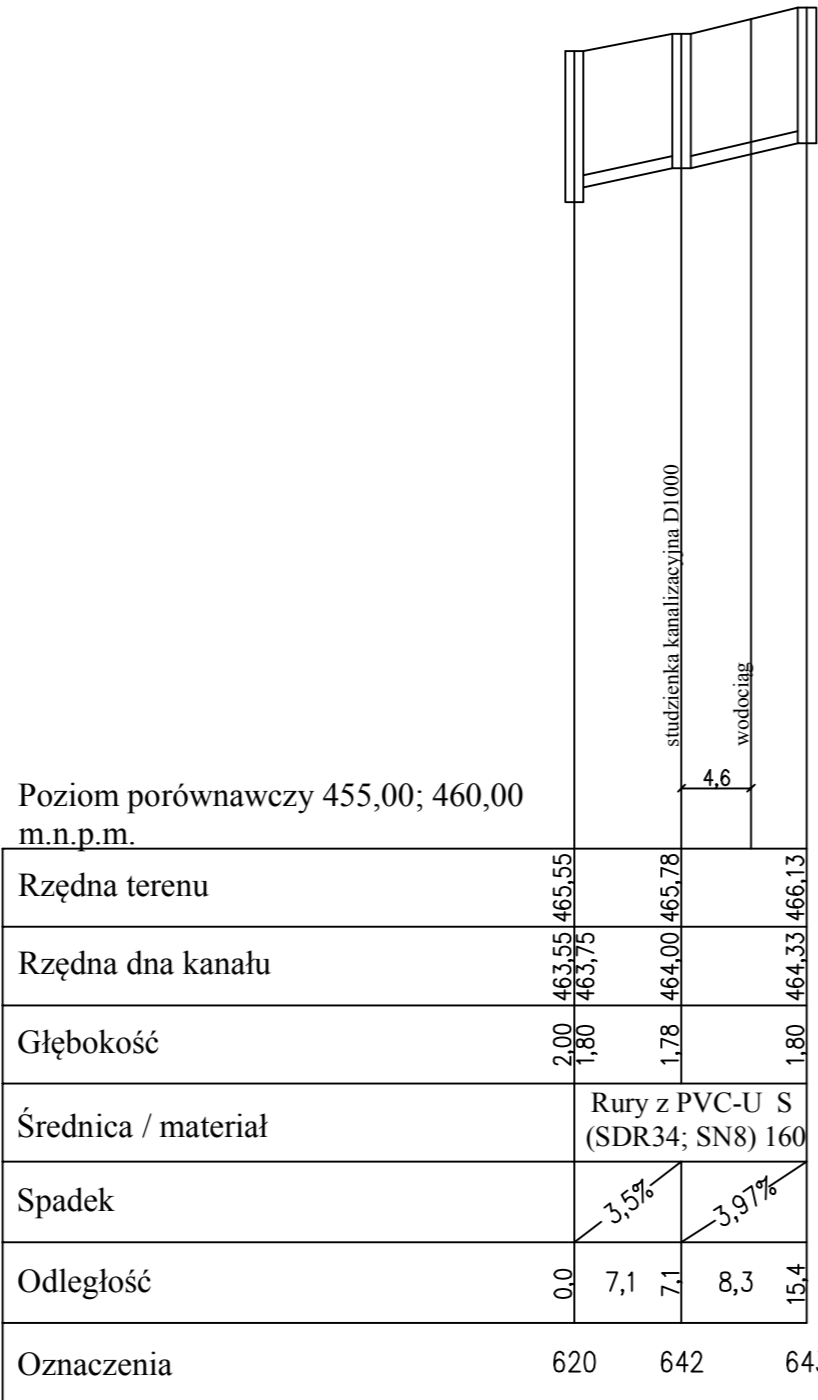 studzienka kanalizacyjna D1000
wodociąg
4,6
Poziom porównawczy 455,00; 460,00
m.n.p.m.
Rzędna terenu 465,55 465,78 466,13
Rzędna dna kanału 463,55 463,75 464,00 464,33
Głębokość 2,00 1,80 1,78 1,80
Średnica / materiał
Rury z PVC-U S
(SDR34; SN8) 160
Spadek 3,5% 3,97%
Odległość 0,0 7,1 7,1 8,3 15,4
Oznaczenia 620 642